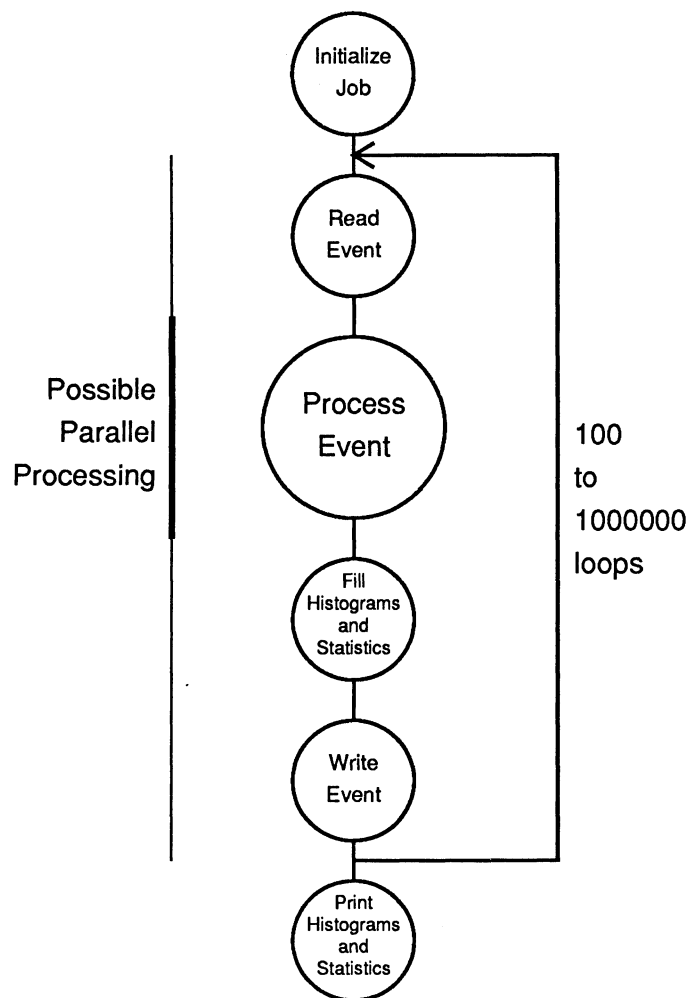 Initialize
Job
Read
Event
Possible
Parallel
Processing
Process
Event
100
to
1000000
loops
Fill
Histograms
and
Statistics
Write
Event
Print
Histograms
and
Statistics